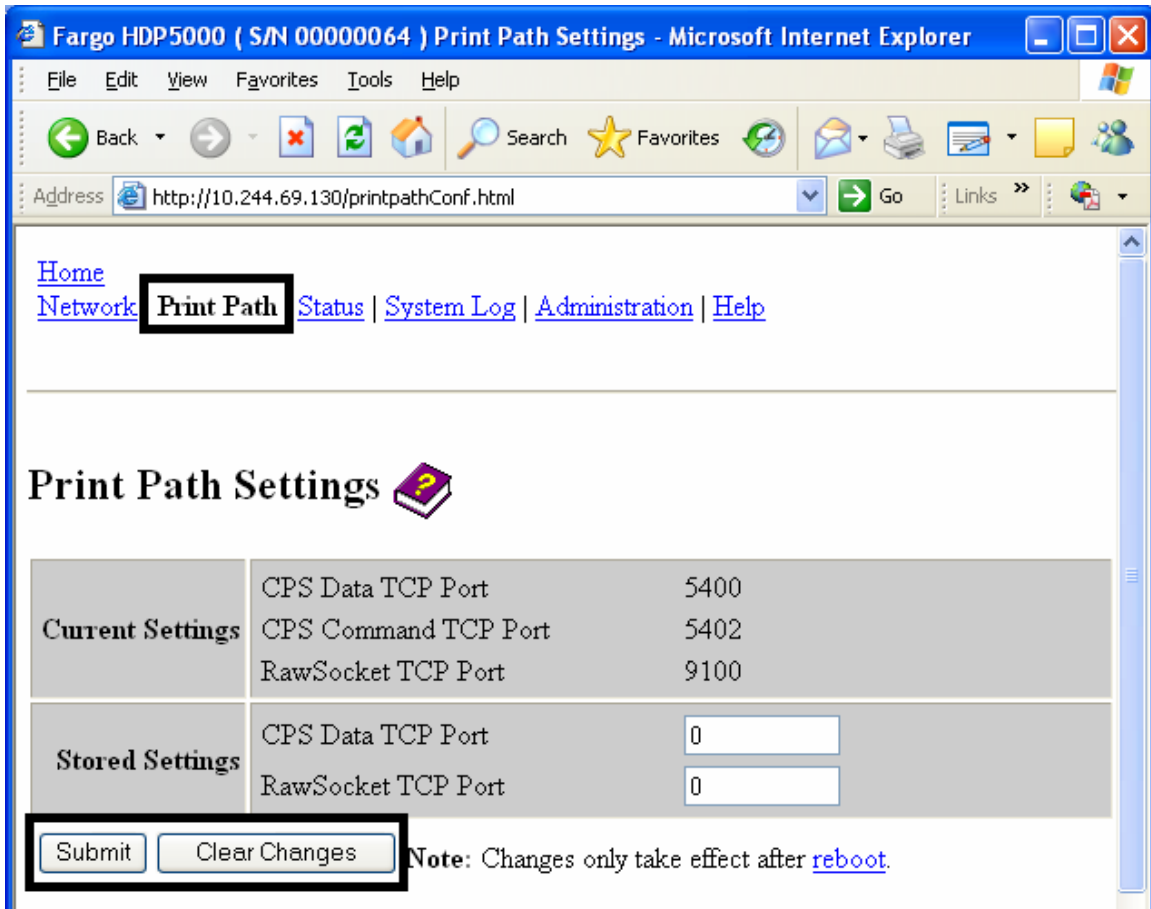 Fargo HDP5000 ( S/N 00000064 ) Print Path Settings - Microsoft Internet Explorer
File Edit View Favorites Tools Help
Back Search Favorites
Address http://10.244.69.130/printpathConf.html Go Links »
Home
Network Print Path Status | System Log | Administration | Help
Print Path Settings ?
Current Settings
CPS Data TCP Port 5400
CPS Command TCP Port 5402
RawSocket TCP Port 9100
Stored Settings
CPS Data TCP Port 0
RawSocket TCP Port 0
Submit Clear Changes Note: Changes only take effect after reboot.